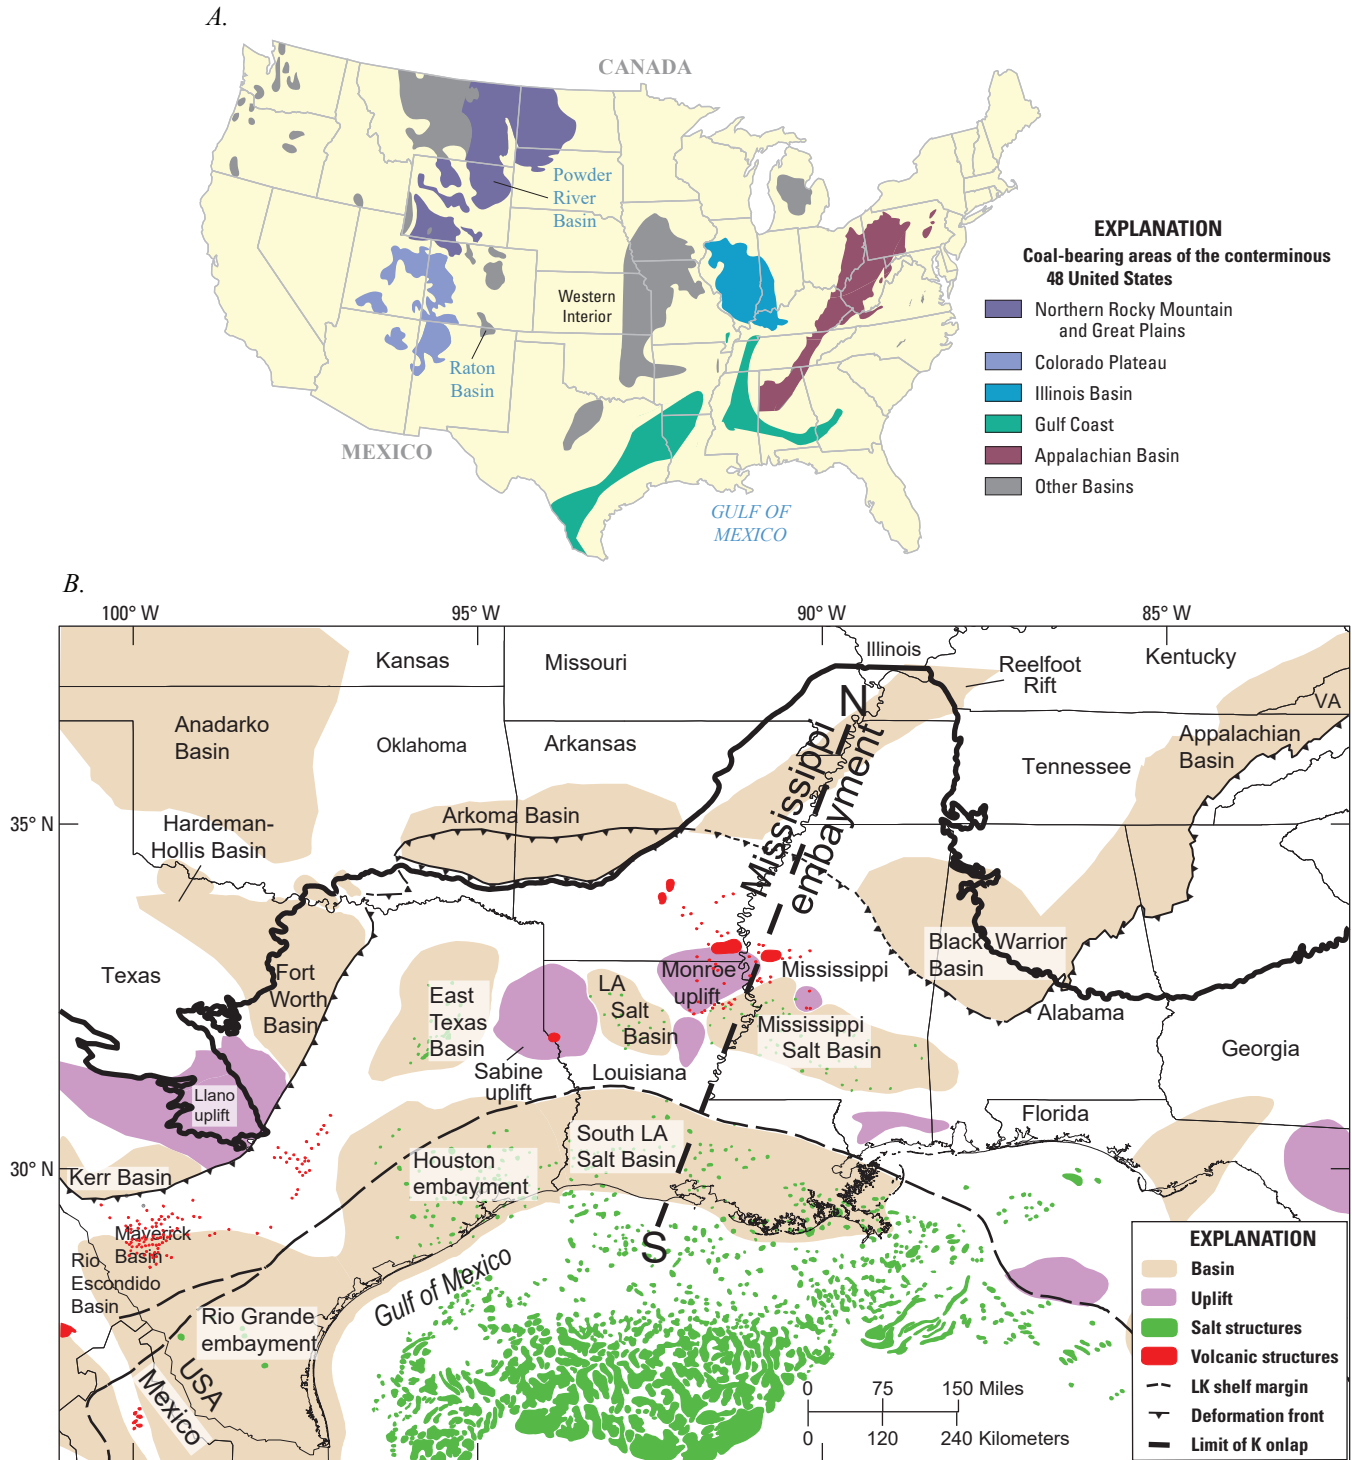 A.
CANADA
Powder
River
Basin
Western
Interior
Raton
Basin
MEXICO
GULF OF
MEXICO
EXPLANATION
Coal-bearing areas of the conterminous
48 United States
Northern Rocky Mountain
and Great Plains
Colorado Plateau
Illinois Basin
Gulf Coast
Appalachian Basin
Other Basins
B.
100° W
95° W
90° W
85° W
35° N
30° N
Kansas
Missouri
Illinois
Reelfoot
Rift
Kentucky
VA
Anadarko
Basin
Oklahoma
Arkansas
N
Mississippi
embayment
Tennessee
Appalachian
Basin
Hardeman-
Hollis Basin
Arkoma Basin
Texas
Fort
Worth
Basin
East
Texas
Basin
Sabine
uplift
LA
Salt
Basin
Monroe
uplift
Mississippi
Mississippi
Salt Basin
Black Warrior
Basin
Alabama
Georgia
Louisiana
Llano
uplift
Florida
Kerr Basin
Houston
embayment
South LA
Salt Basin
S
Maverick
Basin
Rio
Escondido
Basin
Rio Grande
embayment
Gulf of Mexico
USA
Mexico
0 75 150 Miles
0 120 240 Kilometers
EXPLANATION
Basin
Uplift
Salt structures
Volcanic structures
LK shelf margin
Deformation front
Limit of K onlap